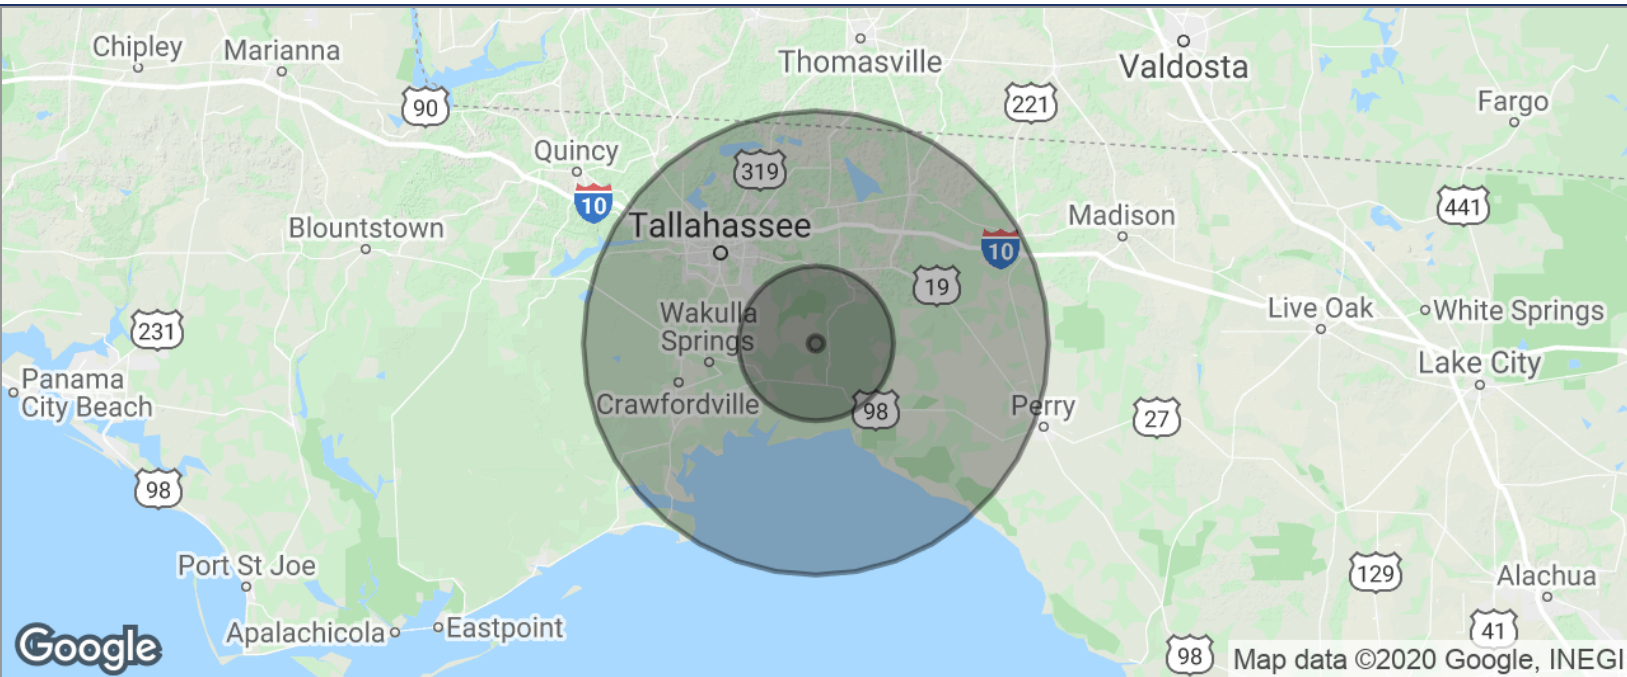 Chipley
Marianna
Thomasville
Valdosta
90
221
Fargo
Quincy
319
10
441
Blountstown
Tallahassee
Madison
10
19
231
Wakulla
Springs
Live Oak
White Springs
Lake City
Panama
City Beach
Crawfordville
98
Perry
27
98
Port St Joe
129
Alachua
Apalachicola
Eastpoint
41
Google
98
Map data ©2020 Google, INEGI